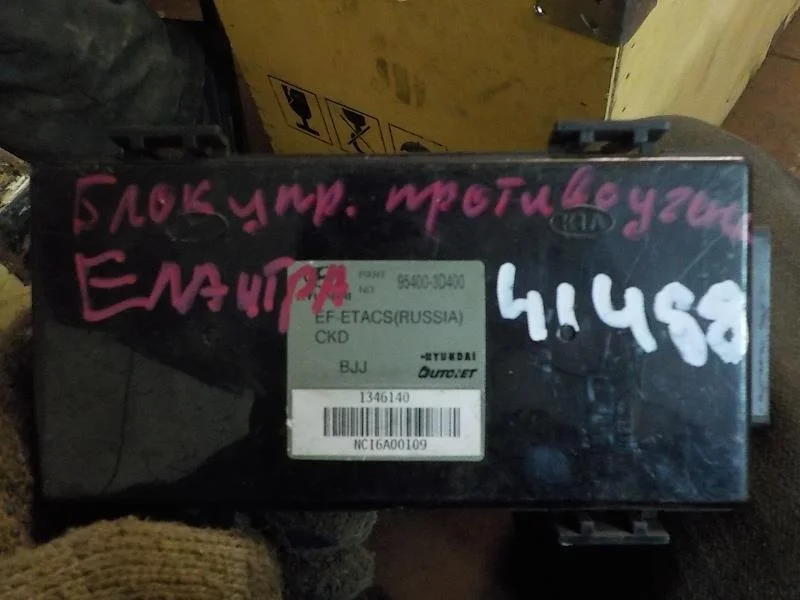 Блок упр. противоугон
KIA
Елантра
PART NO. 95400-3D400
EF-ETACS(RUSSIA)
CKD
BJJ
HYUNDAI
AUTONET
1346140
NC16A00109
41488